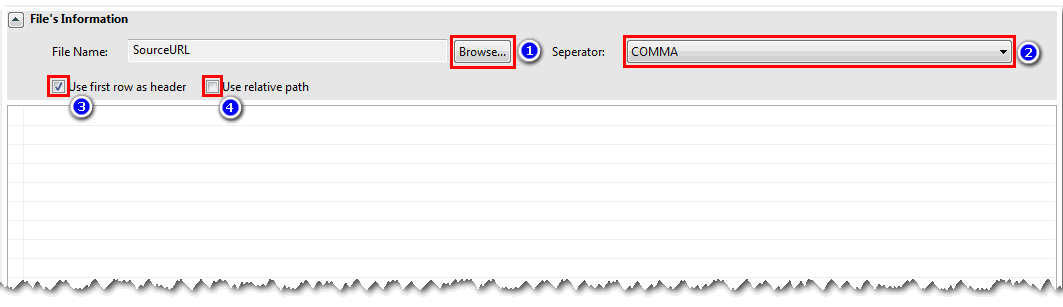 File's Information
File Name: SourceURL Browse... 1 Seperator: COMMA 2
Use first row as header Use relative path
3 4